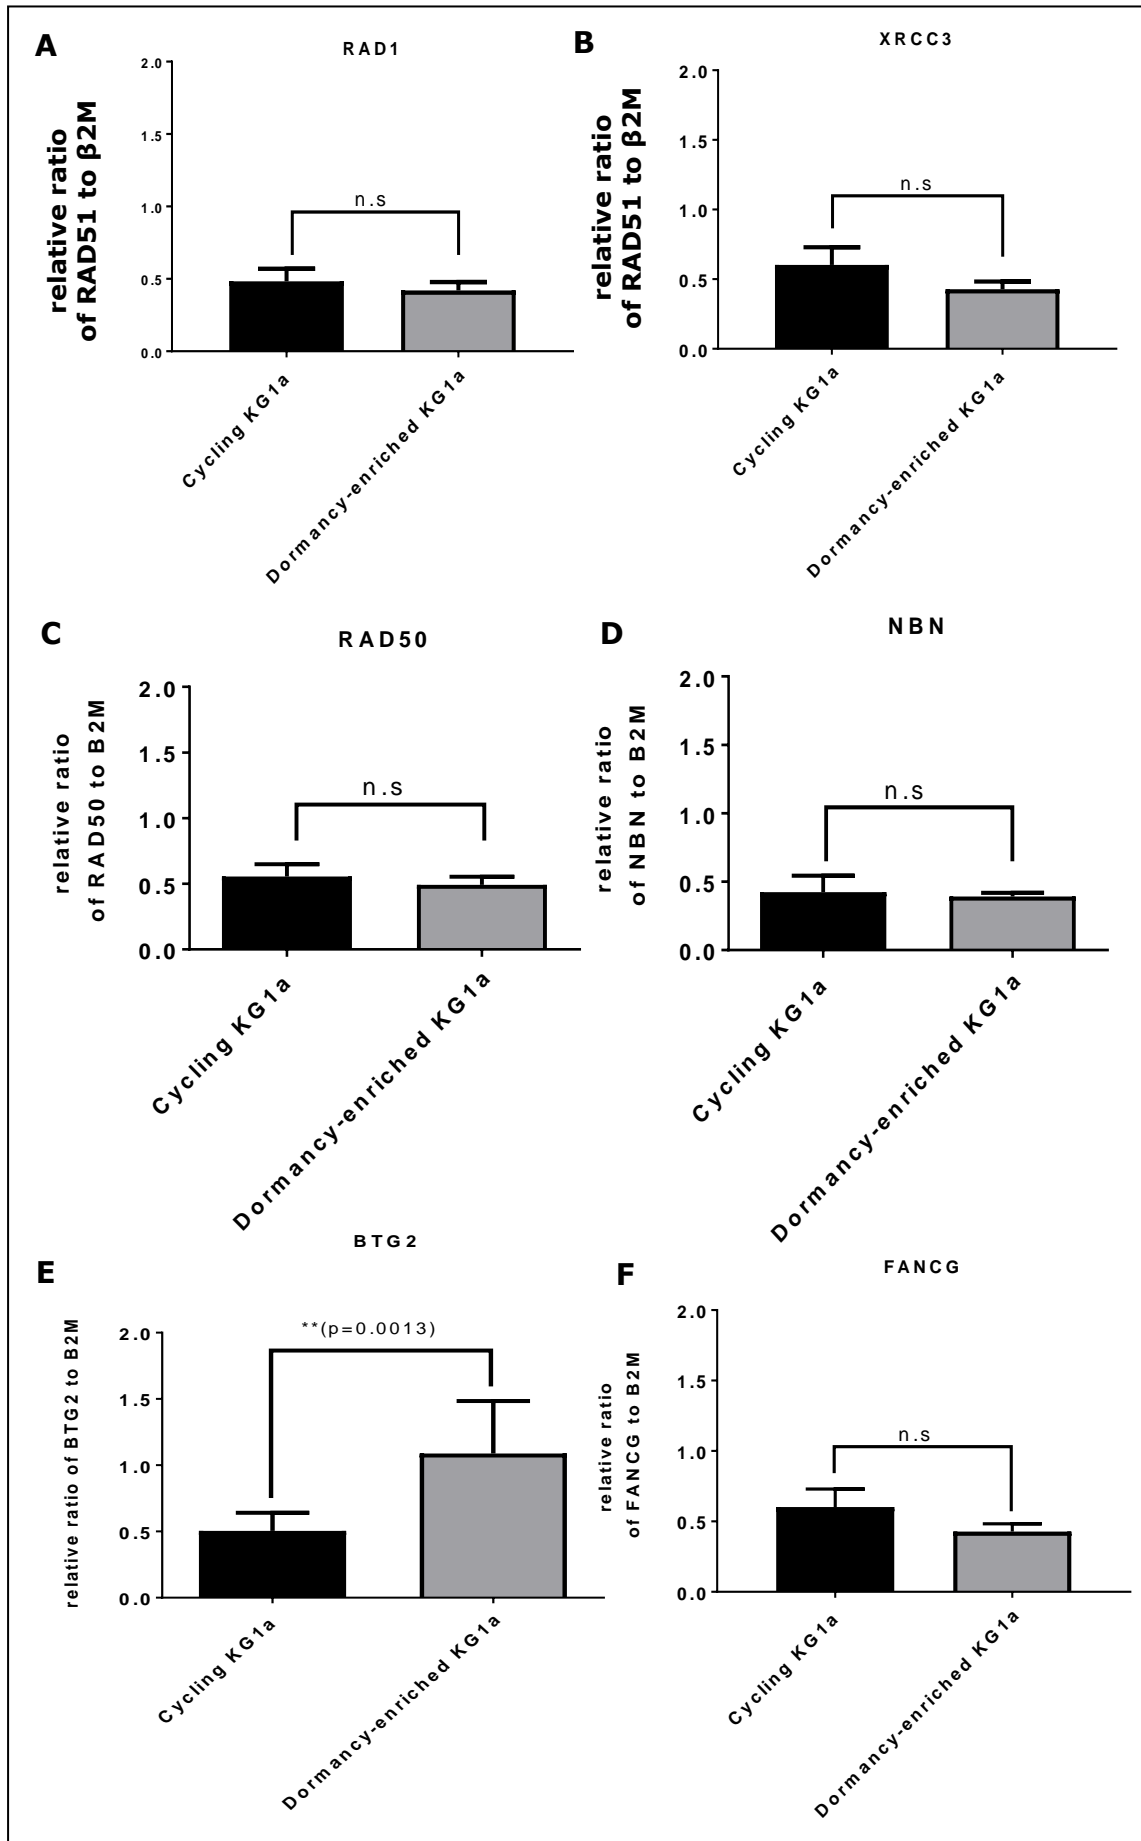 A
RAD1
relative ratio
of RAD51 to β2M
2.0
1.5
1.0
0.5
0.0
n.s
Cycling KG1a
Dormancy-enriched KG1a
B
XRCC3
relative ratio
of RAD51 to β2M
2.0
1.5
1.0
0.5
0.0
n.s
Cycling KG1a
Dormancy-enriched KG1a
C
RAD50
relative ratio
of RAD50 to B2M
2.0
1.5
1.0
0.5
0.0
n.s
Cycling KG1a
Dormancy-enriched KG1a
D
NBN
relative ratio
of NBN to B2M
2.0
1.5
1.0
0.5
0.0
n.s
Cycling KG1a
Dormancy-enriched KG1a
E
BTG2
relative ratio of BTG2 to B2M
2.0
1.5
1.0
0.5
0.0
**(p=0.0013)
Cycling KG1a
Dormancy-enriched KG1a
F
FANCG
relative ratio
of FANCG to B2M
2.0
1.5
1.0
0.5
0.0
n.s
Cycling KG1a
Dormancy-enriched KG1a